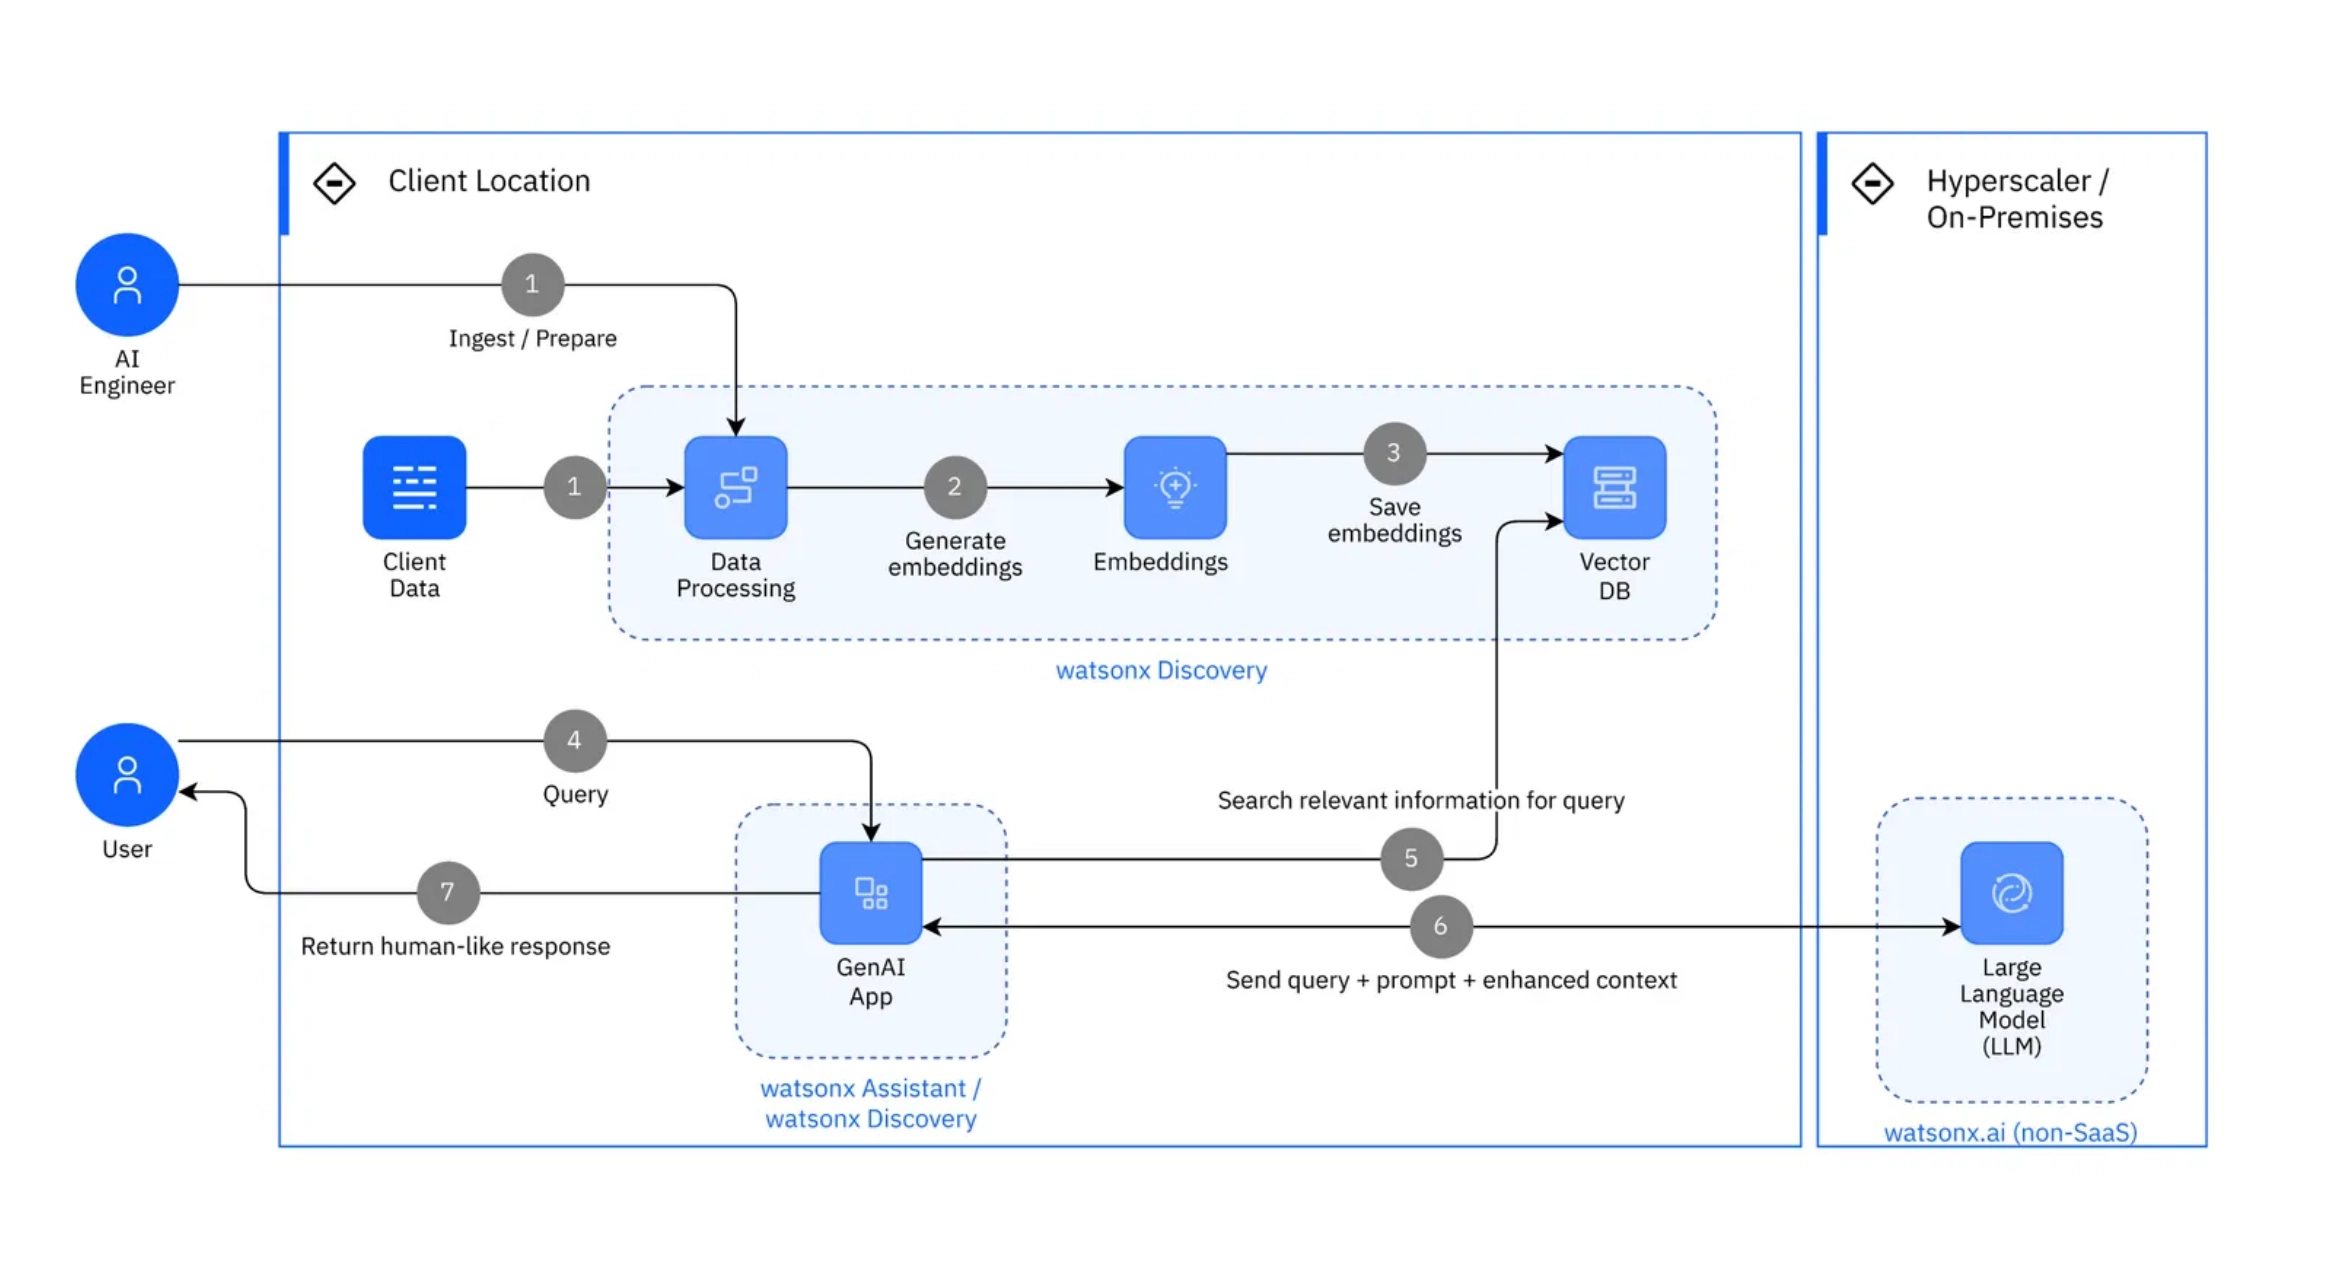 Client Location
Hyperscaler /
On-Premises
1
Ingest / Prepare
AI
Engineer
1
2
3
Generate
embeddings
Save
embeddings
Client
Data
Data
Processing
Embeddings
Vector
DB
watsonx Discovery
4
Query
User
Search relevant information for query
5
7
Return human-like response
6
Send query + prompt + enhanced context
GenAI
App
Large
Language
Model
(LLM)
watsonx Assistant /
watsonx Discovery
watsonx.ai (non-SaaS)